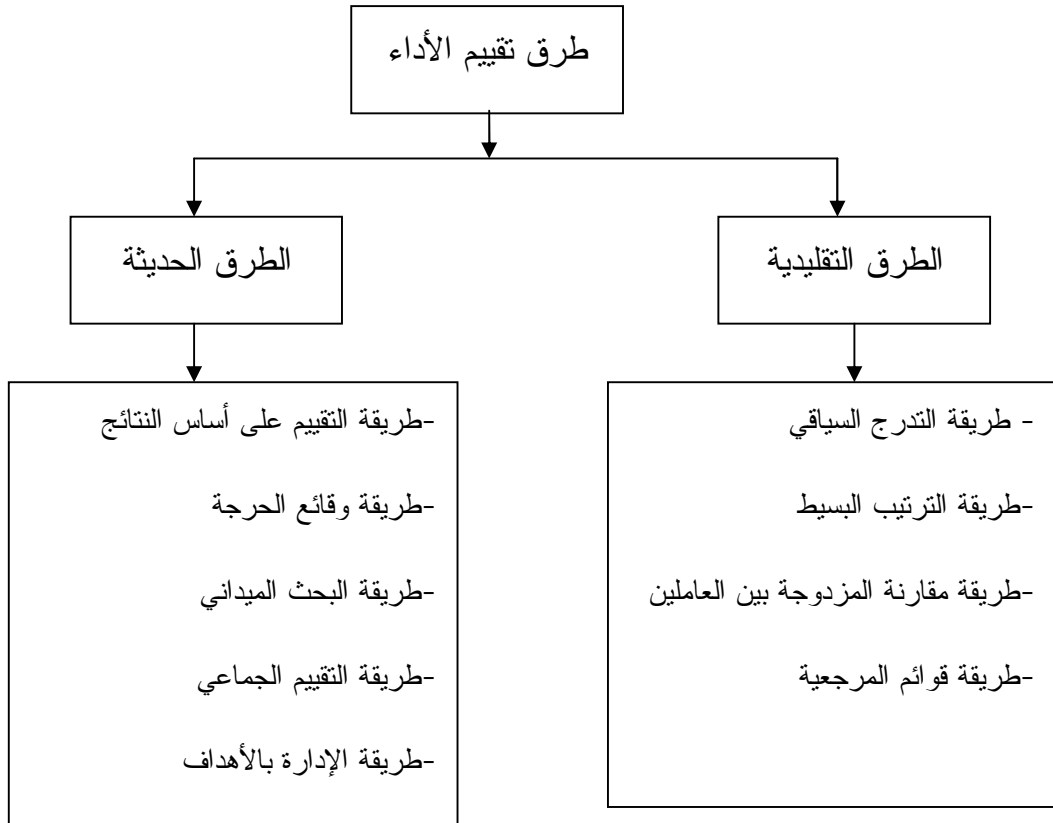 طرق تقييم الأداء
الطرق التقليدية
الطرق الحديثة
- طريقة التدرج السياقي
-طريقة الترتيب البسيط
-طريقة مقارنة المزدوجة بين العاملين
-طريقة قوائم المرجعية
-طريقة التقييم على أساس النتائج
-طريقة وقائع الحرجة
-طريقة البحث الميداني
-طريقة التقييم الجماعي
-طريقة الإدارة بالأهداف